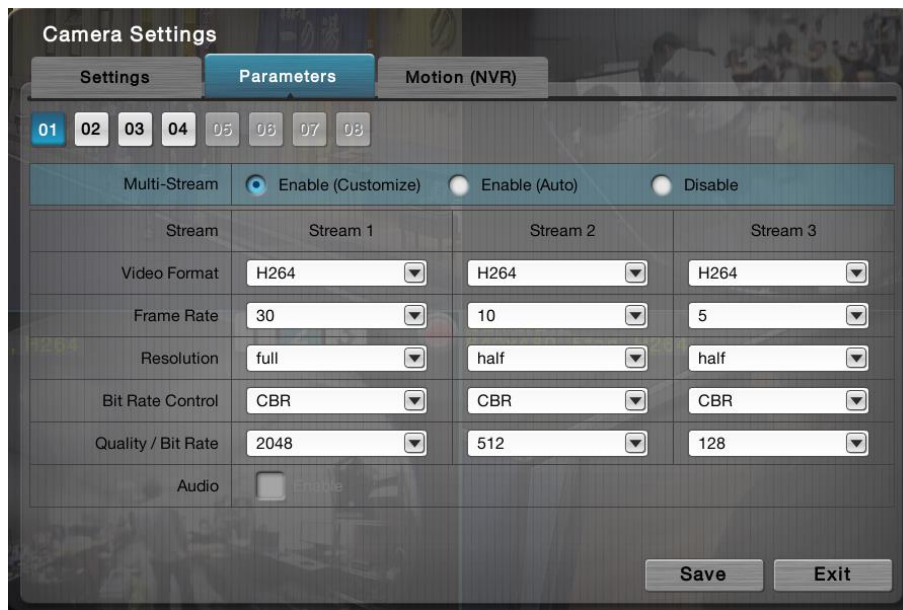 Camera Settings
Settings Parameters Motion (NVR)
01 02 03 04 05 06 07 08
Multi-Stream Enable (Customize) Enable (Auto) Disable
Stream Stream 1 Stream 2 Stream 3
Video Format H264 H264 H264
Frame Rate 30 10 5
Resolution full half half
Bit Rate Control CBR CBR CBR
Quality / Bit Rate 2048 512 128
Audio Enable
Save Exit